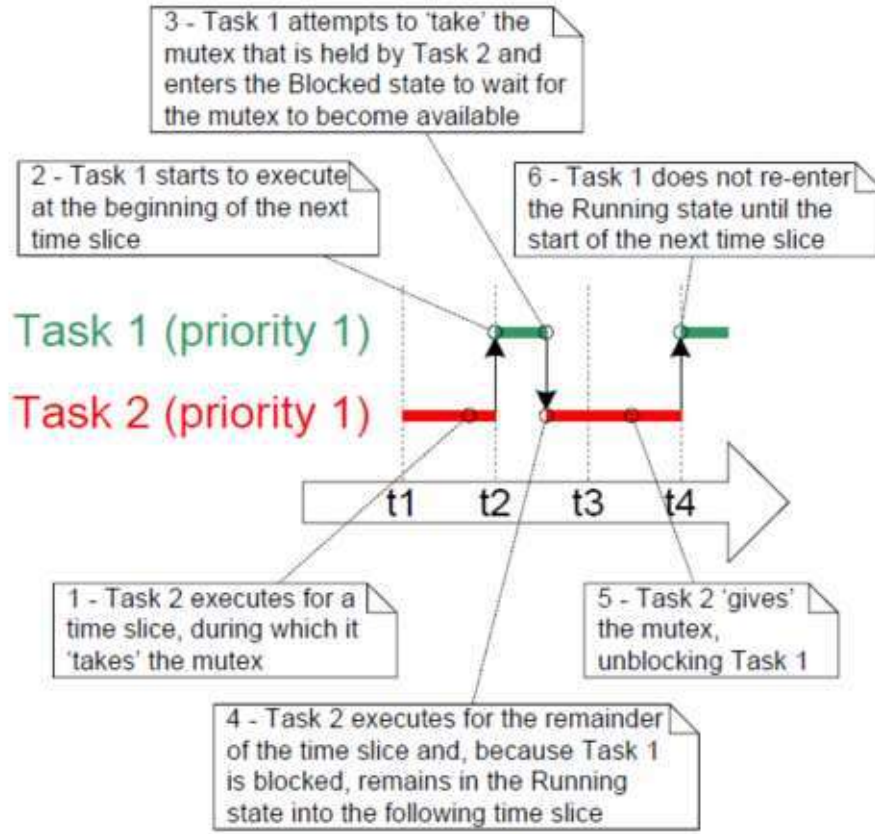 3 - Task 1 attempts to ‘take’ the
mutex that is held by Task 2 and
enters the Blocked state to wait for
the mutex to become available
2 - Task 1 starts to execute
at the beginning of the next
time slice
6 - Task 1 does not re-enter
the Running state until the
start of the next time slice
Task 1 (priority 1)
Task 2 (priority 1)
t1 t2 t3 t4
1 - Task 2 executes for a
time slice, during which it
‘takes’ the mutex
5 - Task 2 ‘gives’
the mutex,
unblocking Task 1
4 - Task 2 executes for the remainder
of the time slice and, because Task 1
is blocked, remains in the Running
state into the following time slice